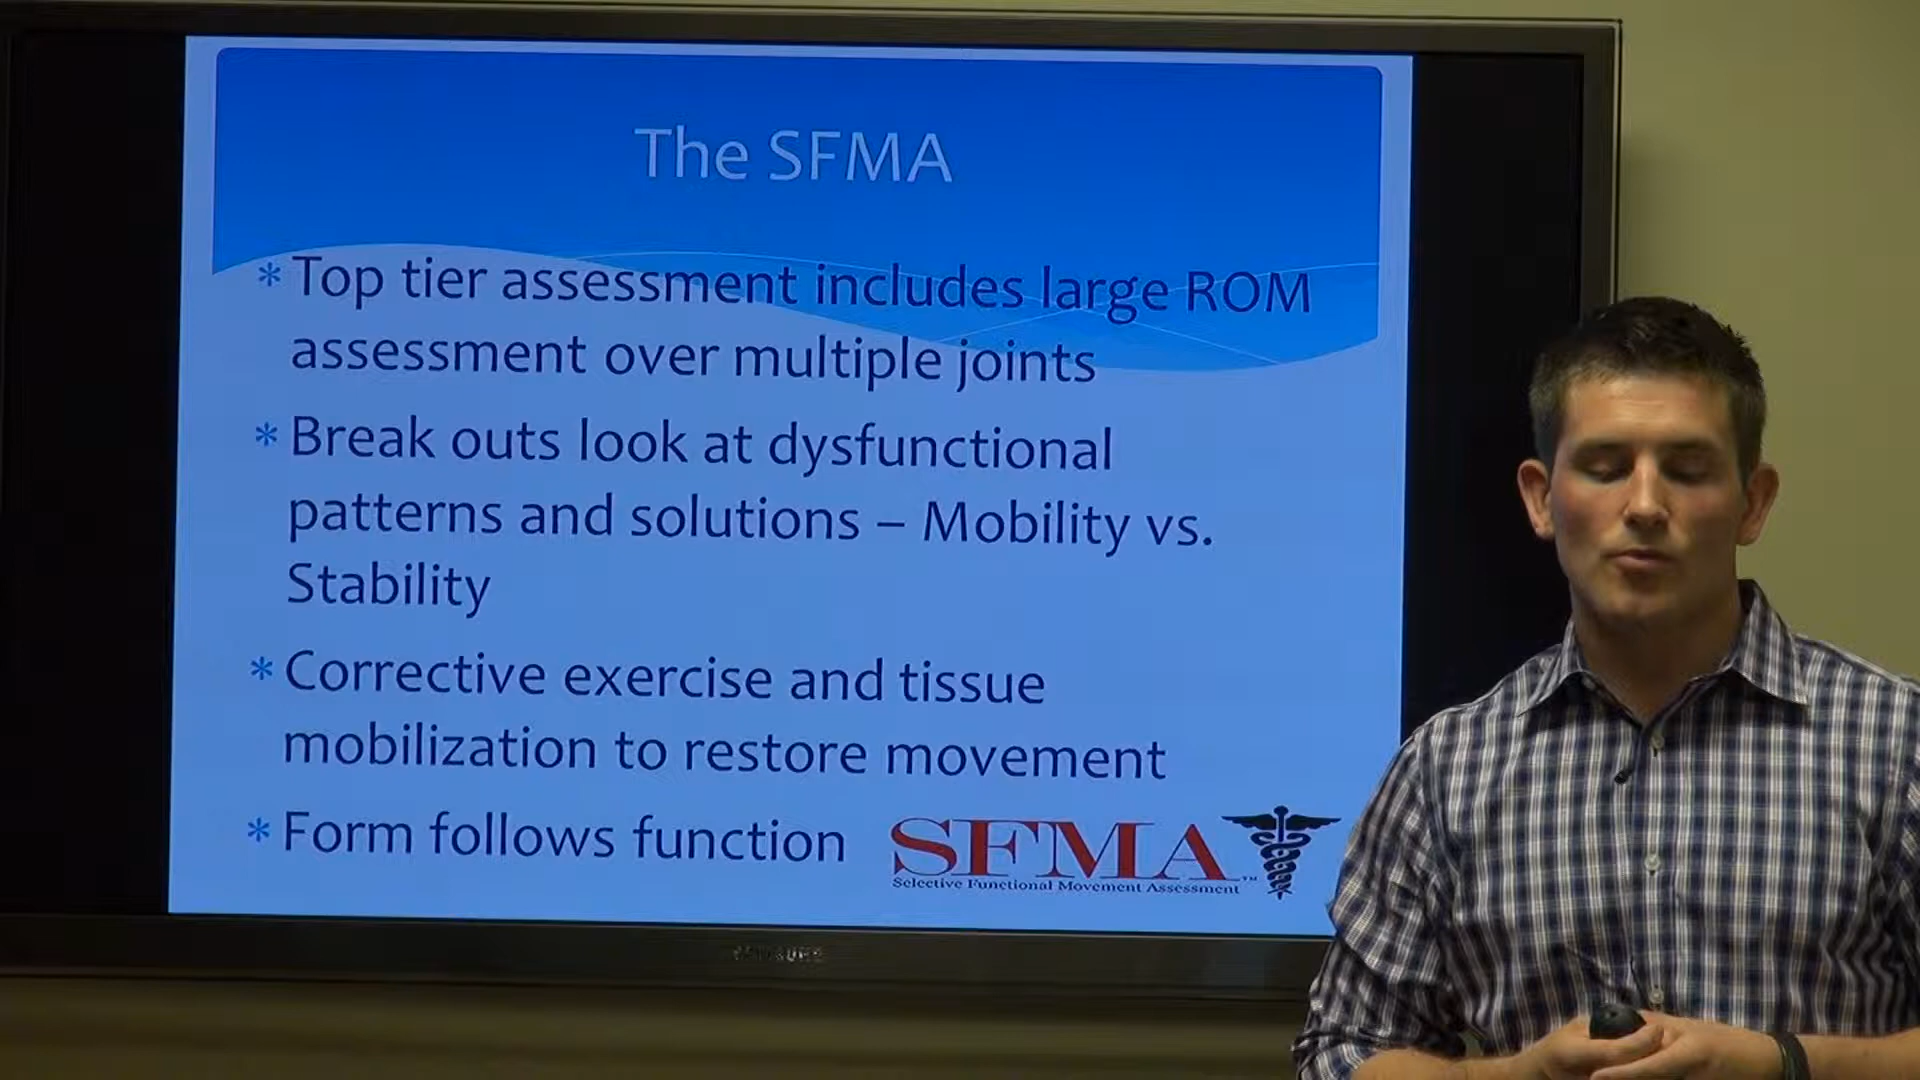 The SFMA
* Top tier assessment includes large ROM
assessment over multiple joints
* Break outs look at dysfunctional
patterns and solutions – Mobility vs.
Stability
* Corrective exercise and tissue
mobilization to restore movement
* Form follows function
SFMA™
Selective Functional Movement Assessment